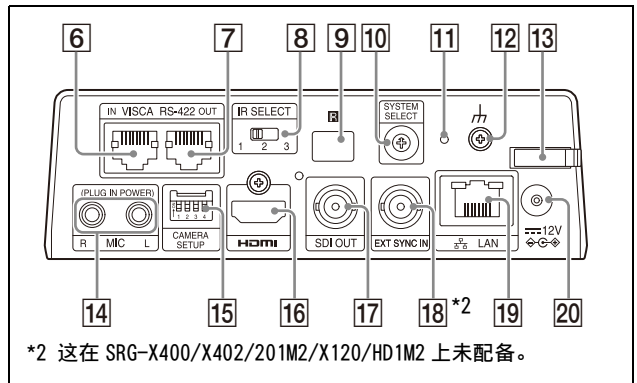 6 7 8 9 10 11 12 13
IN VISCA RS-422 OUT
IR SELECT
1 2 3
R
SYSTEM
SELECT
(PLUG IN POWER)
R MIC L
1 2 3 4
CAMERA
SETUP
HDMI
SDI OUT
EXT SYNC IN
LAN
12V
14 15 16 17 18 *2 19 20
*2 这在 SRG-X400/X402/201M2/X120/HD1M2 上未配备。